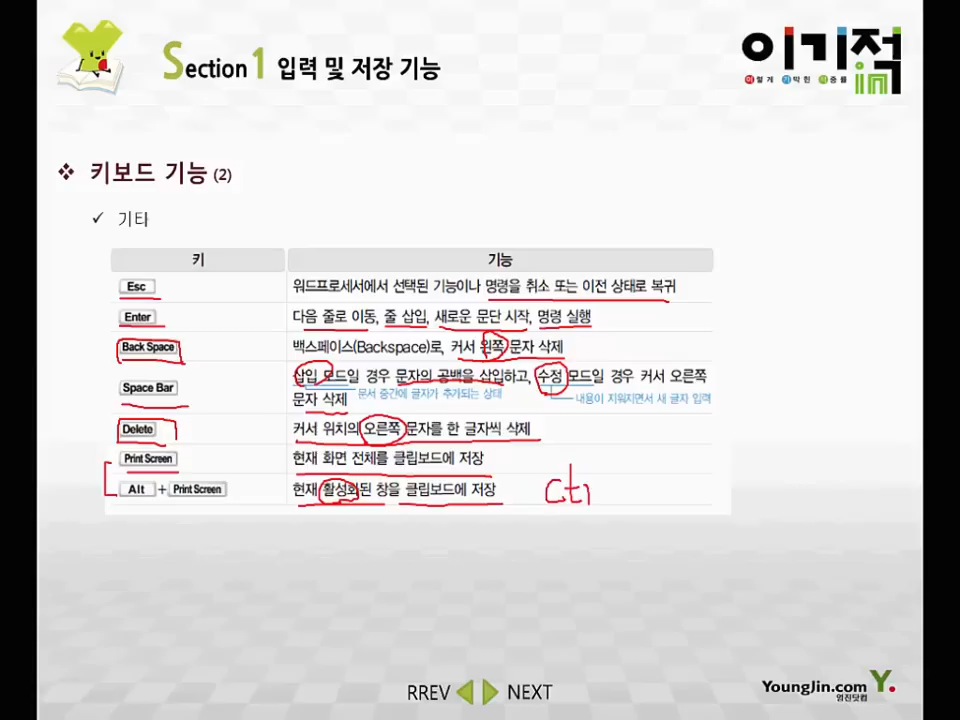 Section 1 입력 및 저장 기능
이기적in
이렇게 기막힌 적중률
❖ 키보드 기능 (2)
✓ 기타
키 기능
Esc 워드프로세서에서 선택된 기능이나 명령을 취소 또는 이전 상태로 복귀
Enter 다음 줄로 이동, 줄 삽입, 새로운 문단 시작, 명령 실행
Back Space 백스페이스(Backspace)로, 커서 왼쪽 문자 삭제
Space Bar 삽입 모드일 경우 문자의 공백을 삽입하고, 수정 모드일 경우 커서 오른쪽
문서 중간에 글자가 추가되는 상태
문자 삭제
내용이 지워지면서 새 글자 입력
Delete 커서 위치의 오른쪽 문자를 한 글자씩 삭제
Print Screen 현재 화면 전체를 클립보드에 저장
Alt + Print Screen 현재 활성화된 창을 클립보드에 저장
Ctr
RREV NEXT
YoungJin.com Y.
영진닷컴